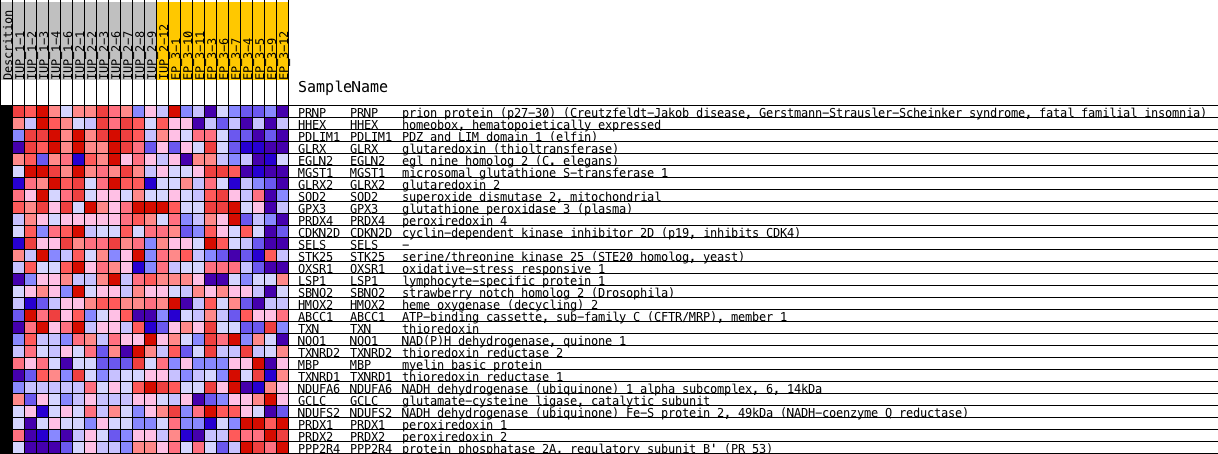 Descrition
IUP_1-1
IUP_1-2
IUP_1-3
IUP_1-4
IUP_1-6
IUP_2-1
IUP_2-2
IUP_2-3
IUP_2-6
IUP_2-7
IUP_2-8
IUP_2-9
IUP_2-12
EP_3-1
EP_3-10
EP_3-11
EP_3-3
EP_3-6
EP_3-7
EP_3-4
EP_3-5
EP_3-9
EP_3-12
SampleName
PRNP PRNP prion protein (p27-30) (Creutzfeldt-Jakob disease, Gerstmann-Strausler-Scheinker syndrome, fatal familial insomnia)
HHEX HHEX homeobox, hematopoietically expressed
PDLIM1 PDLIM1 PDZ and LIM domain 1 (elfin)
GLRX GLRX glutaredoxin (thioltransferase)
EGLN2 EGLN2 egl nine homolog 2 (C. elegans)
MGST1 MGST1 microsomal glutathione S-transferase 1
GLRX2 GLRX2 glutaredoxin 2
SOD2 SOD2 superoxide dismutase 2, mitochondrial
GPX3 GPX3 glutathione peroxidase 3 (plasma)
PRDX4 PRDX4 peroxiredoxin 4
CDKN2D CDKN2D cyclin-dependent kinase inhibitor 2D (p19, inhibits CDK4)
SELS SELS -
STK25 STK25 serine/threonine kinase 25 (STE20 homolog, yeast)
OXSR1 OXSR1 oxidative-stress responsive 1
LSP1 LSP1 lymphocyte-specific protein 1
SBNO2 SBNO2 strawberry notch homolog 2 (Drosophila)
HMOX2 HMOX2 heme oxygenase (decycling) 2
ABCC1 ABCC1 ATP-binding cassette, sub-family C (CFTR/MRP), member 1
TXN TXN thioredoxin
NQO1 NQO1 NAD(P)H dehydrogenase, quinone 1
TXNRD2 TXNRD2 thioredoxin reductase 2
MBP MBP myelin basic protein
TXNRD1 TXNRD1 thioredoxin reductase 1
NDUFA6 NDUFA6 NADH dehydrogenase (ubiquinone) 1 alpha subcomplex, 6, 14kDa
GCLC GCLC glutamate-cysteine ligase, catalytic subunit
NDUFS2 NDUFS2 NADH dehydrogenase (ubiquinone) Fe-S protein 2, 49kDa (NADH-coenzyme Q reductase)
PRDX1 PRDX1 peroxiredoxin 1
PRDX2 PRDX2 peroxiredoxin 2
PPP2R4 PPP2R4 protein phosphatase 2A, regulatory subunit B' (PR 53)